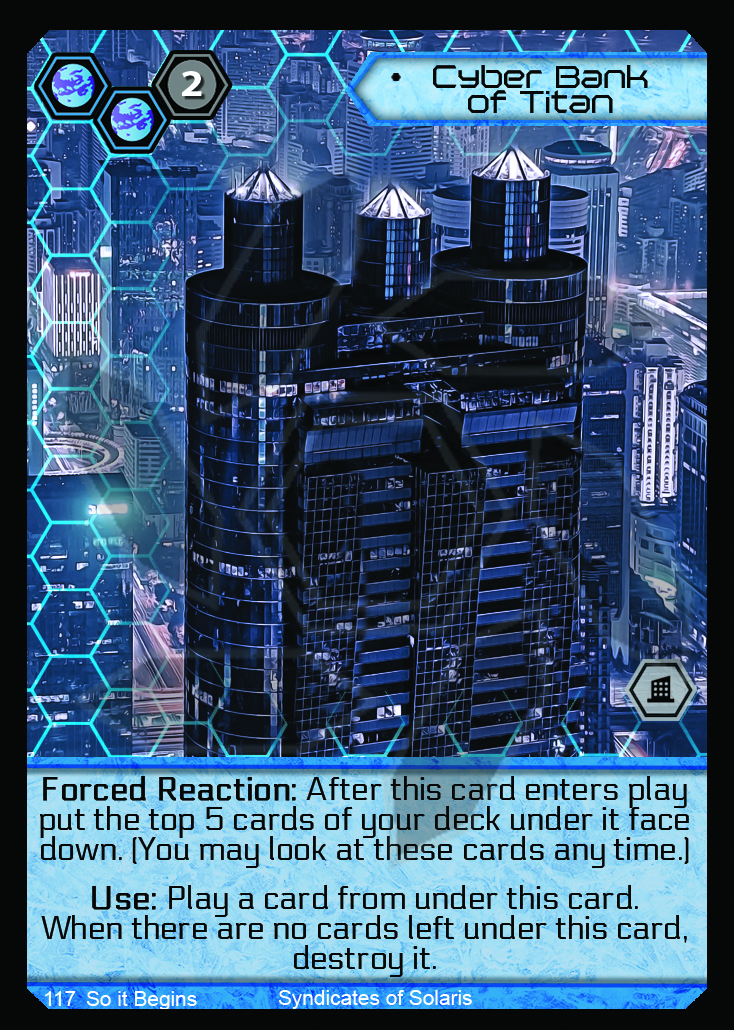 2
• Cyber Bank
of Titan
Forced Reaction: After this card enters play
put the top 5 cards of your deck under it face
down. (You may look at these cards any time.)
Use: Play a card from under this card.
When there are no cards left under this card,
destroy it.
117 So it Begins Syndicates of Solaris